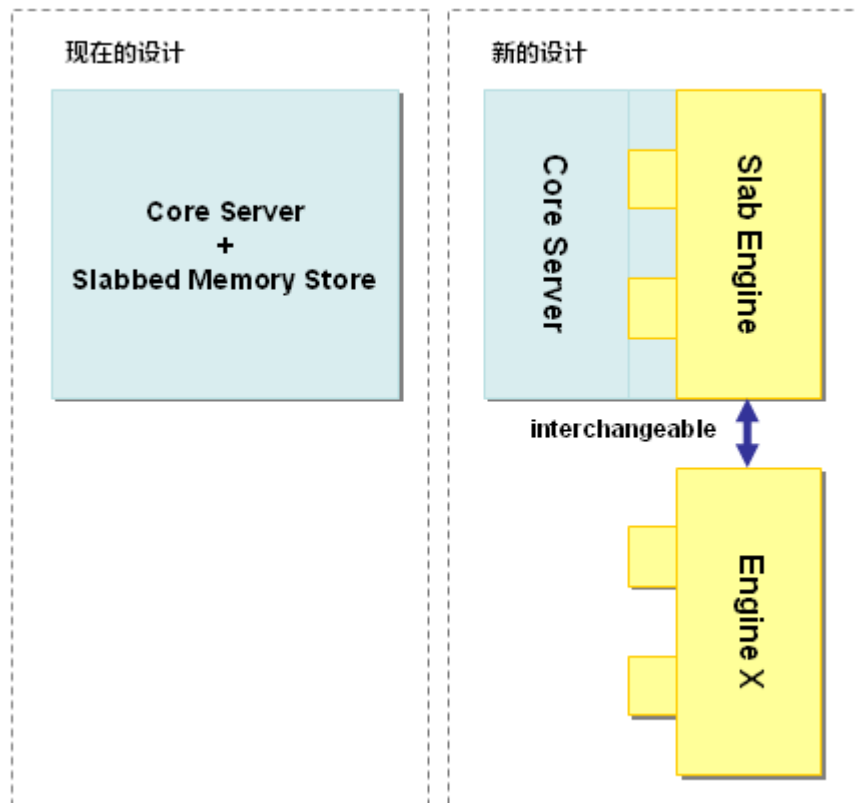 现在的设计
Core Server
+
Slabbed Memory Store
新的设计
Core Server
Slab Engine
interchangeable
Engine X